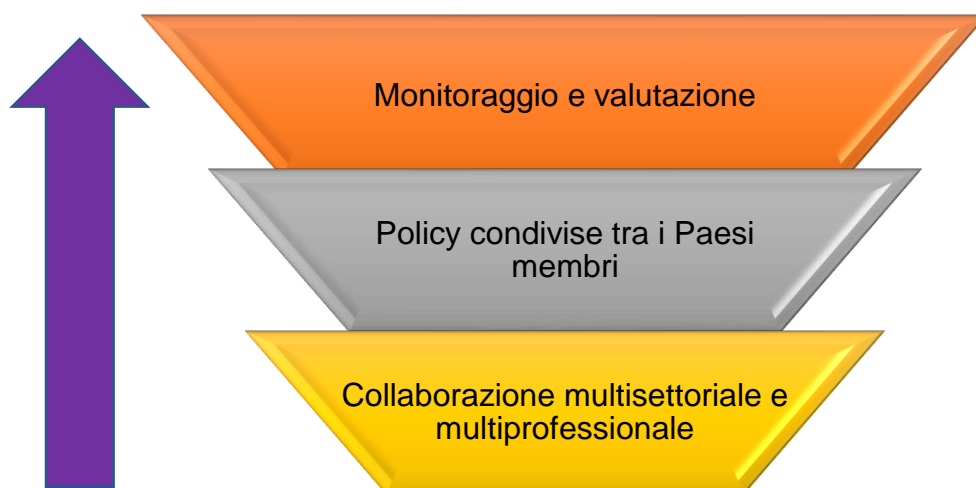 Monitoraggio e valutazione
Policy condivise tra i Paesi
membri
Collaborazione multisettoriale e
multiprofessionale